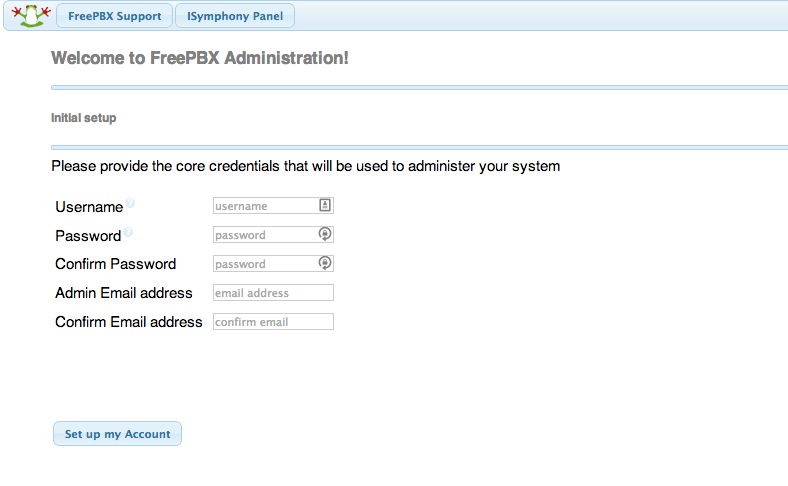 FreePBX Support ISymphony Panel
Welcome to FreePBX Administration!
Initial setup
Please provide the core credentials that will be used to administer your system
Username ? username
Password ? password
Confirm Password password
Admin Email address email address
Confirm Email address confirm email
Set up my Account